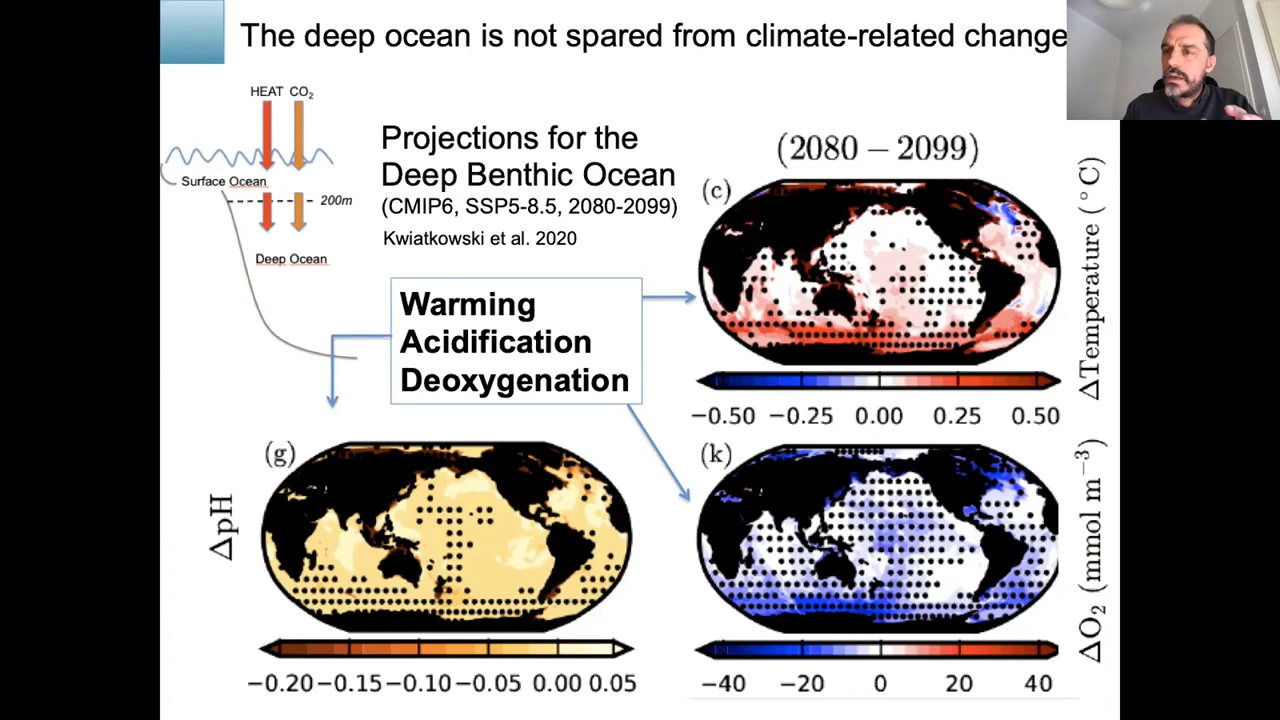 The deep ocean is not spared from climate-related change
HEAT CO₂
Surface Ocean
200m
Deep Ocean
Projections for the
Deep Benthic Ocean
(CMIP6, SSP5-8.5, 2080-2099)
Kwiatkowski et al. 2020
Warming
Acidification
Deoxygenation
(2080 − 2099)
(c)
ΔTemperature (°C)
−0.50 −0.25 0.00 0.25 0.50
(g)
ΔpH
−0.20 −0.15 −0.10 −0.05 0.00 0.05
(k)
ΔO₂ (mmol m⁻³)
−40 −20 0 20 40